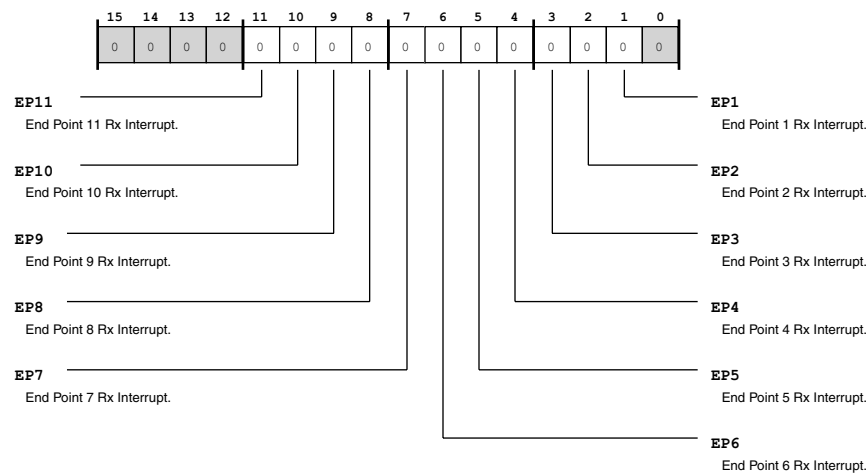 15 14 13 12 11 10 9 8 7 6 5 4 3 2 1 0
0 0 0 0 0 0 0 0 0 0 0 0 0 0 0 0
EP11
End Point 11 Rx Interrupt.
EP10
End Point 10 Rx Interrupt.
EP9
End Point 9 Rx Interrupt.
EP8
End Point 8 Rx Interrupt.
EP7
End Point 7 Rx Interrupt.
EP1
End Point 1 Rx Interrupt.
EP2
End Point 2 Rx Interrupt.
EP3
End Point 3 Rx Interrupt.
EP4
End Point 4 Rx Interrupt.
EP5
End Point 5 Rx Interrupt.
EP6
End Point 6 Rx Interrupt.